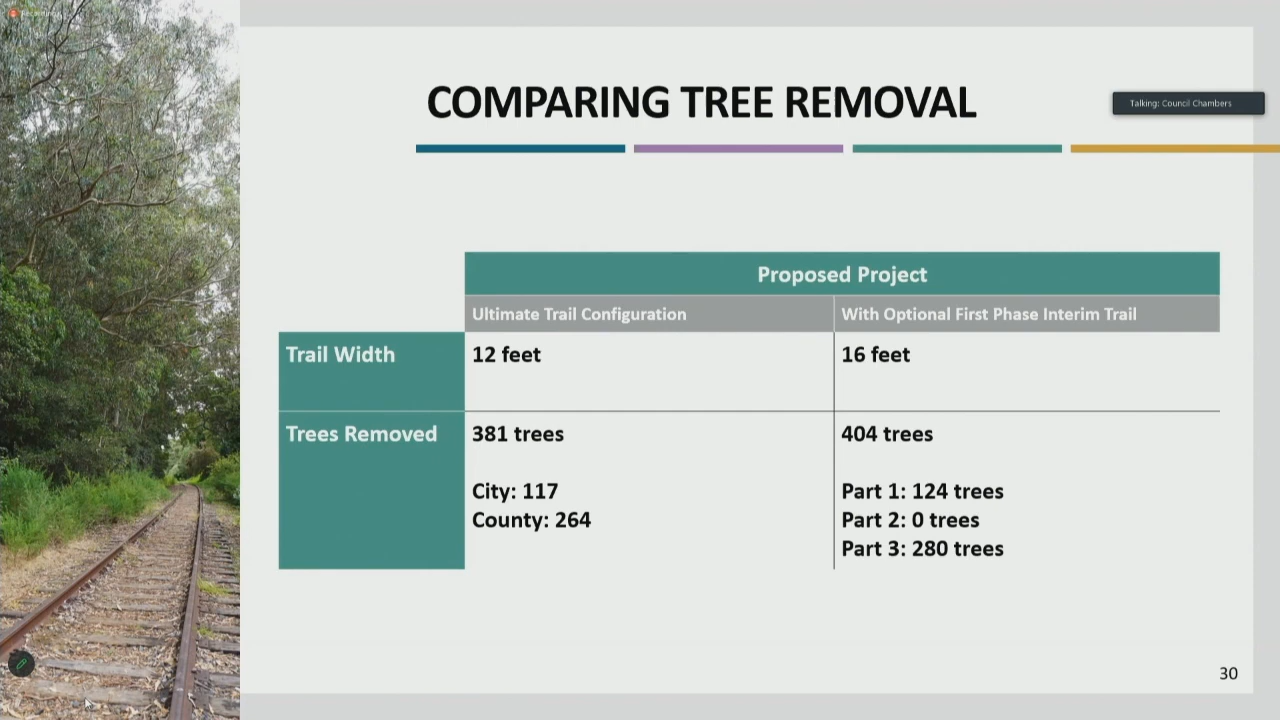 Recording
COMPARING TREE REMOVAL
Talking: Council Chambers
Proposed Project
Ultimate Trail Configuration
With Optional First Phase Interim Trail
Trail Width
12 feet
16 feet
Trees Removed
381 trees
404 trees
City: 117
County: 264
Part 1: 124 trees
Part 2: 0 trees
Part 3: 280 trees
30